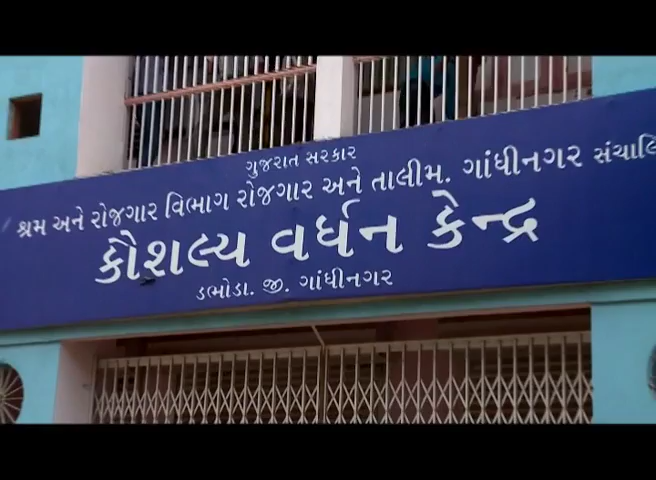 ગુજરાત સરકાર
શ્રમ અને રોજગાર વિભાગ રોજગાર અને તાલીમ. ગાંધીનગર સંચાલિ
કૌશલ્ય વર્ધન કેન્દ્ર
ડભોડા. જી. ગાંધીનગર